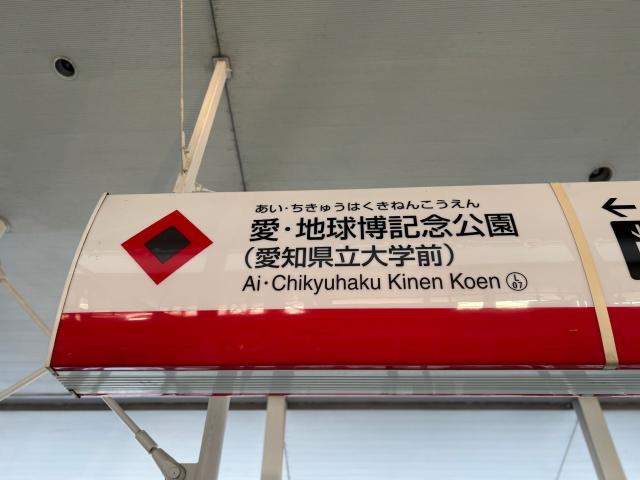 あい・ちきゅうはくきねんこうえん
愛・地球博記念公園
(愛知県立大学前)
Ai・Chikyuhaku Kinen Koen L07